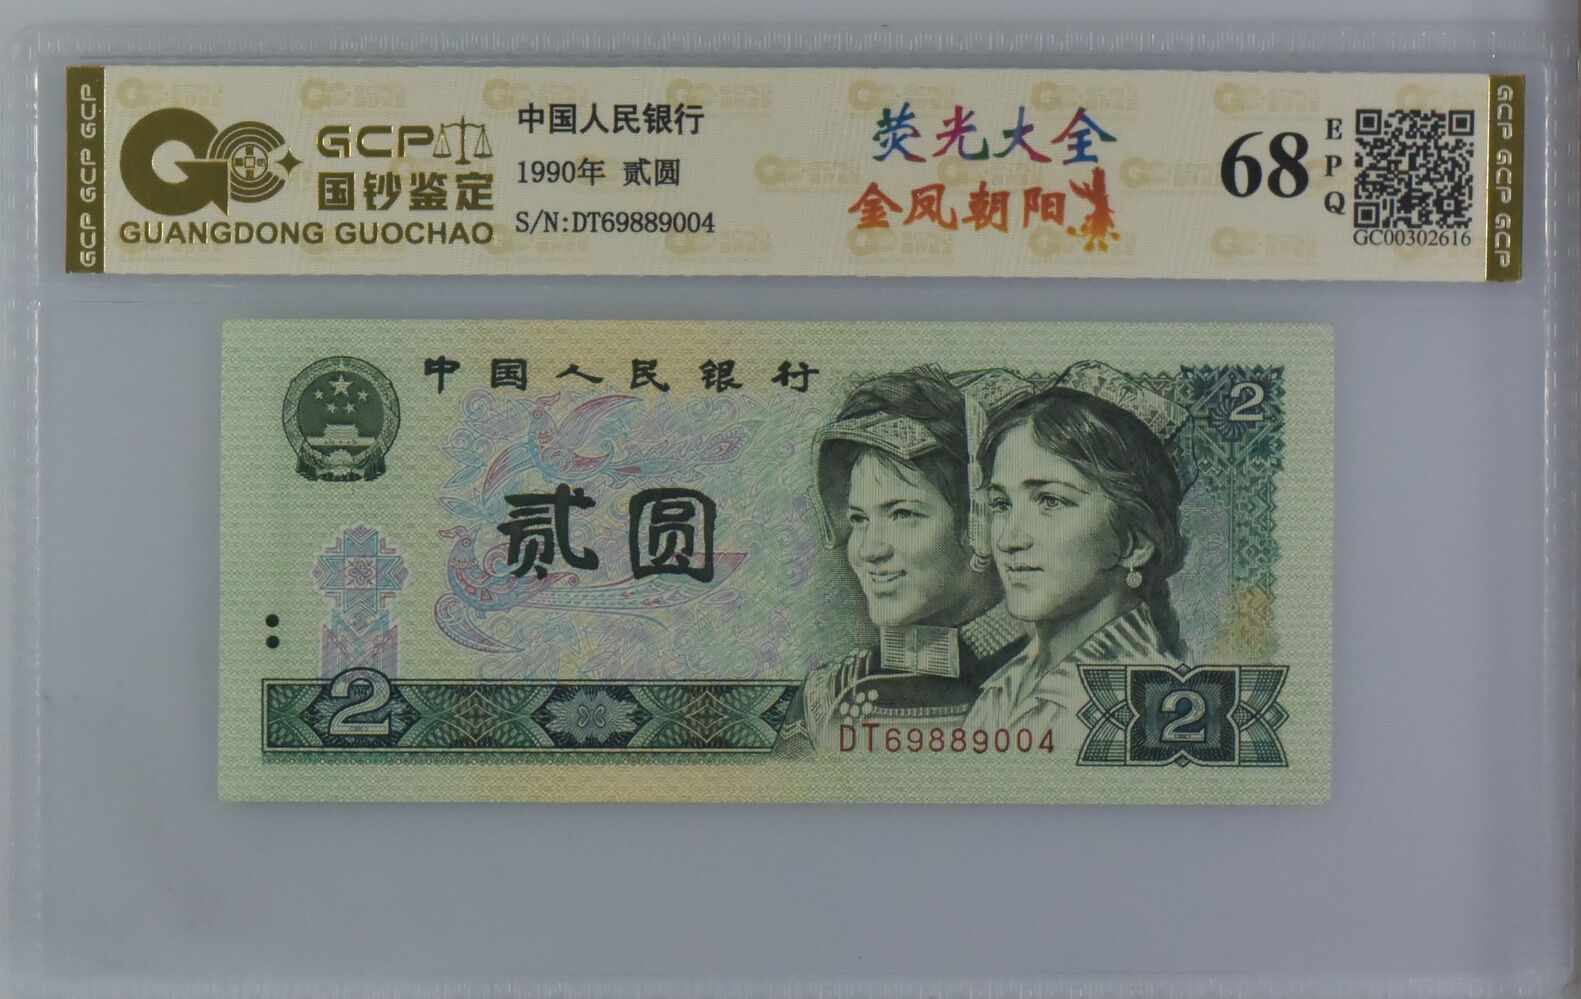 GCP GCP GCP
GCP
国钞鉴定
GUANGDONG GUOCHAO
中国人民银行
1990年 贰圆
S/N:DT69889004
荧光大全
金凤朝阳
68
EPQ
GC00302616
GCP GCP GCP
中国人民银行
2
贰圆
2
DT69889004
2